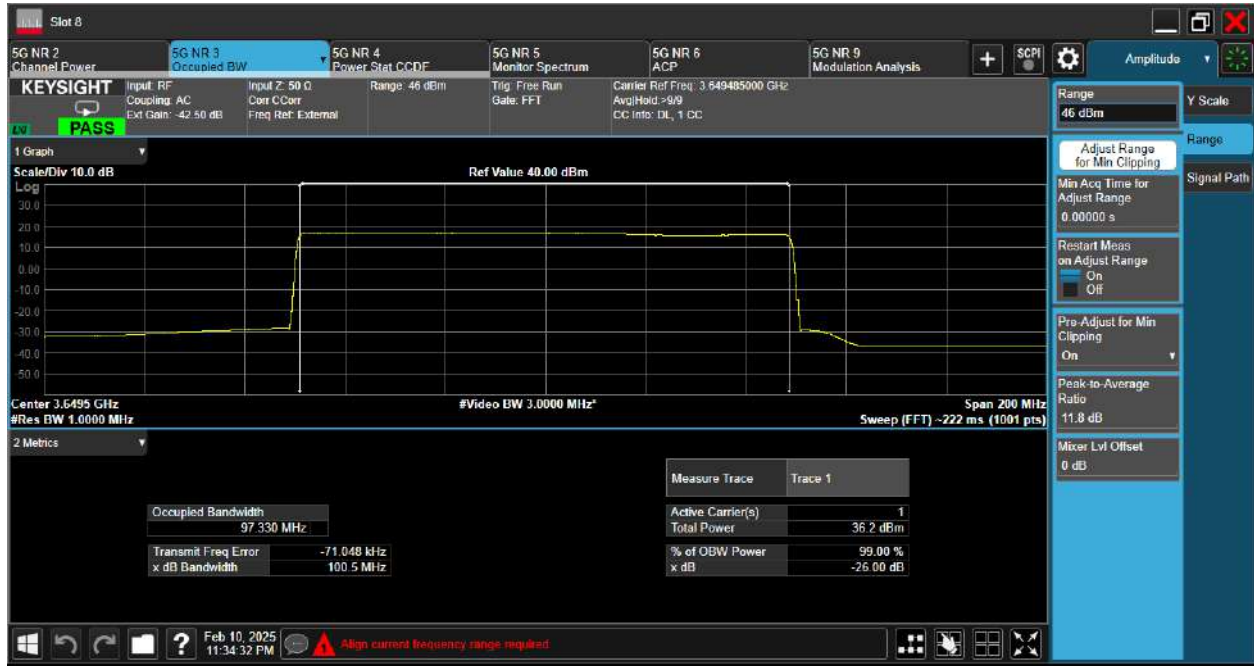 Slot 8
5G NR 2
Channel Power
5G NR 3
Occupied BW
5G NR 4
Power Stat CCDF
5G NR 5
Monitor Spectrum
5G NR 6
ACP
5G NR 9
Modulation Analysis
+
SCPI
Amplitude
KEYSIGHT
LXI
PASS
Input: RF
Coupling: AC
Ext Gain: -42.50 dB
Input Z: 50 Ω
Corr CCorr
Freq Ref: External
Range: 46 dBm
Trig: Free Run
Gate: FFT
Carrier Ref Freq: 3.649485000 GHz
Avg|Hold:>9/9
CC Info: DL, 1 CC
1 Graph
Scale/Div 10.0 dB
Ref Value 40.00 dBm
Log
30.0
20.0
10.0
0.00
-10.0
-20.0
-30.0
-40.0
-50.0
Center 3.6495 GHz
#Video BW 3.0000 MHz*
Span 200 MHz
#Res BW 1.0000 MHz
Sweep (FFT) ~222 ms (1001 pts)
2 Metrics
Measure Trace Trace 1
Occupied Bandwidth
97.330 MHz
Active Carrier(s) 1
Total Power 36.2 dBm
Transmit Freq Error -71.048 kHz
x dB Bandwidth 100.5 MHz
% of OBW Power 99.00 %
x dB -26.00 dB
Range
46 dBm
Adjust Range
for Min Clipping
Min Acq Time for
Adjust Range
0.00000 s
Restart Meas
on Adjust Range
On
Off
Pre-Adjust for Min
Clipping
On
Peak-to-Average
Ratio
11.8 dB
Mixer Lvl Offset
0 dB
Y Scale
Range
Signal Path
?
Feb 10, 2025
11:34:32 PM
Align current frequency range required